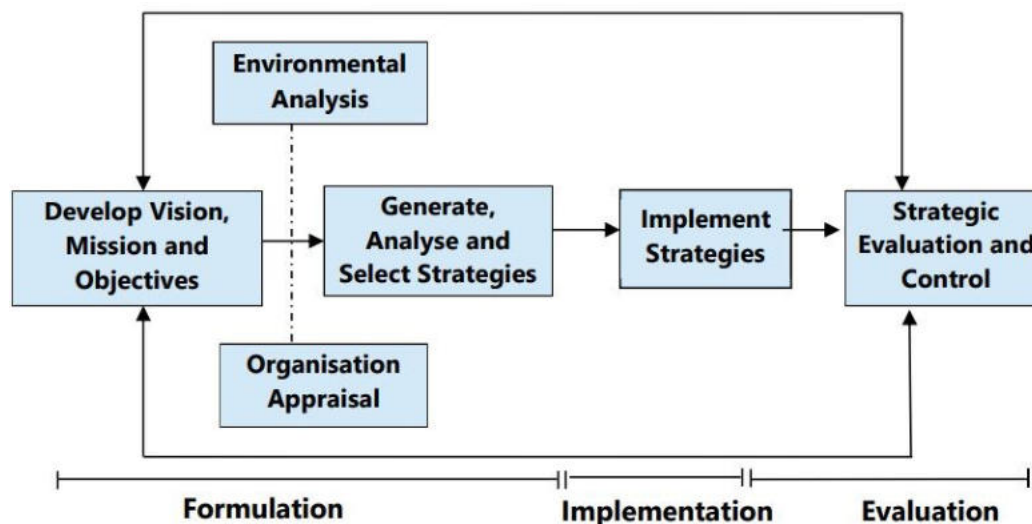 Environmental
Analysis
Develop Vision,
Mission and
Objectives
Generate,
Analyse and
Select Strategies
Implement
Strategies
Strategic
Evaluation and
Control
Organisation
Appraisal
Formulation
Implementation
Evaluation